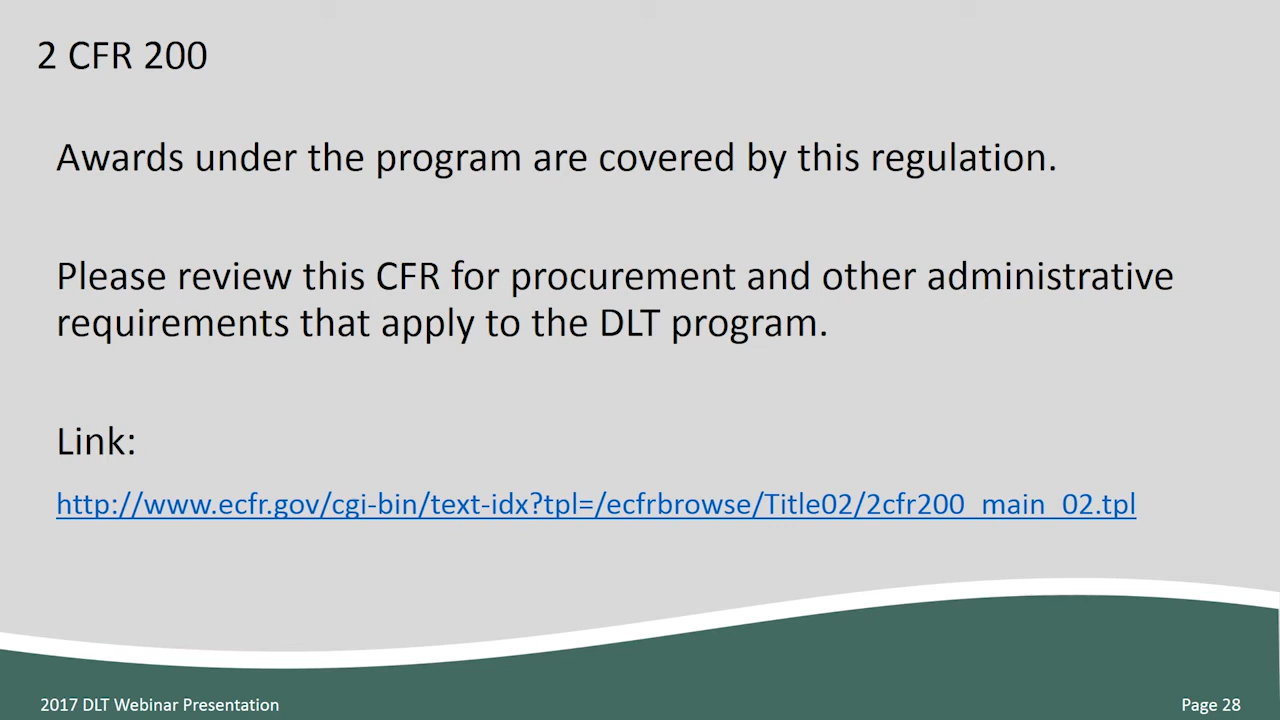 2 CFR 200
Awards under the program are covered by this regulation.
Please review this CFR for procurement and other administrative
requirements that apply to the DLT program.
Link:
http://www.ecfr.gov/cgi-bin/text-idx?tpl=/ecfrbrowse/Title02/2cfr200_main_02.tpl
2017 DLT Webinar Presentation
Page 28